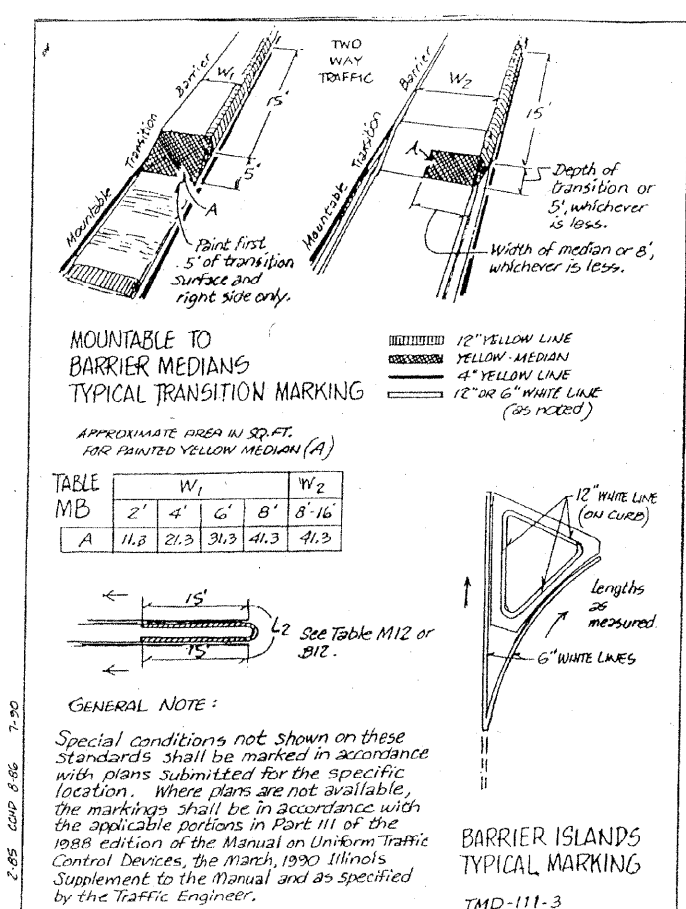 TWO
WAY
TRAFFIC
Barrier
W1
15'
Transition
5'
Mountable
A
Paint first
5' of transition
surface and
right side only.
Barrier
W2
15'
Transition
A
Mountable
Depth of
transition or
5', whichever
is less.
Width of median or 8',
whichever is less.
MOUNTABLE TO
BARRIER MEDIANS
TYPICAL TRANSITION MARKING
12" YELLOW LINE
YELLOW-MEDIAN
4" YELLOW LINE
12" OR 6" WHITE LINE
(as noted)
APPROXIMATE AREA IN SQ.FT.
FOR PAINTED YELLOW MEDIAN (A)
TABLE
MB
W1 W2
2' 4' 6' 8' 8'-16'
A 11.3 21.3 31.3 41.3 41.3
15'
L2 See Table M12 or
B12.
15'
12" WHITE LINE
(ON CURB)
Lengths
as
measured.
6" WHITE LINES
GENERAL NOTE:
Special conditions not shown on these
standards shall be marked in accordance
with plans submitted for the specific
location. Where plans are not available,
the markings shall be in accordance with
the applicable portions in Part III of the
1988 edition of the Manual on Uniform Traffic
Control Devices, the March, 1990 Illinois
Supplement to the Manual and as specified
by the Traffic Engineer.
BARRIER ISLANDS
TYPICAL MARKING
TMD-111-3
2-85 8-86 7-90